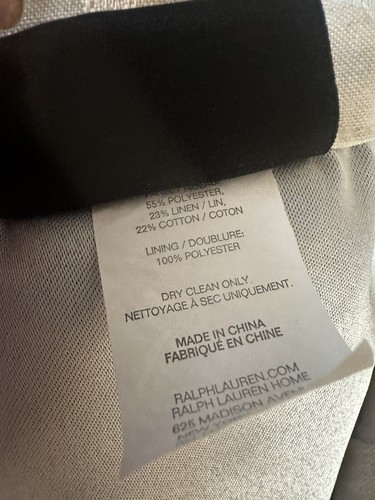 55% POLYESTER,
23% LINEN / LIN,
22% COTTON / COTON
LINING / DOUBLURE:
100% POLYESTER
DRY CLEAN ONLY.
NETTOYAGE À SEC UNIQUEMENT.
MADE IN CHINA
FABRIQUÉ EN CHINE
RALPHLAUREN.COM
RALPH LAUREN HOME
625 MADISON
NEW